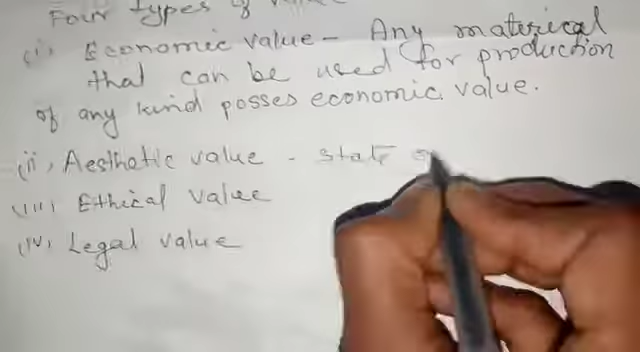 Four types of value
(i) Economic value - Any material
that can be used for production
of any kind posses economic value.
(ii) Aesthetic value - state
(iii) Ethical value
(iv) Legal value